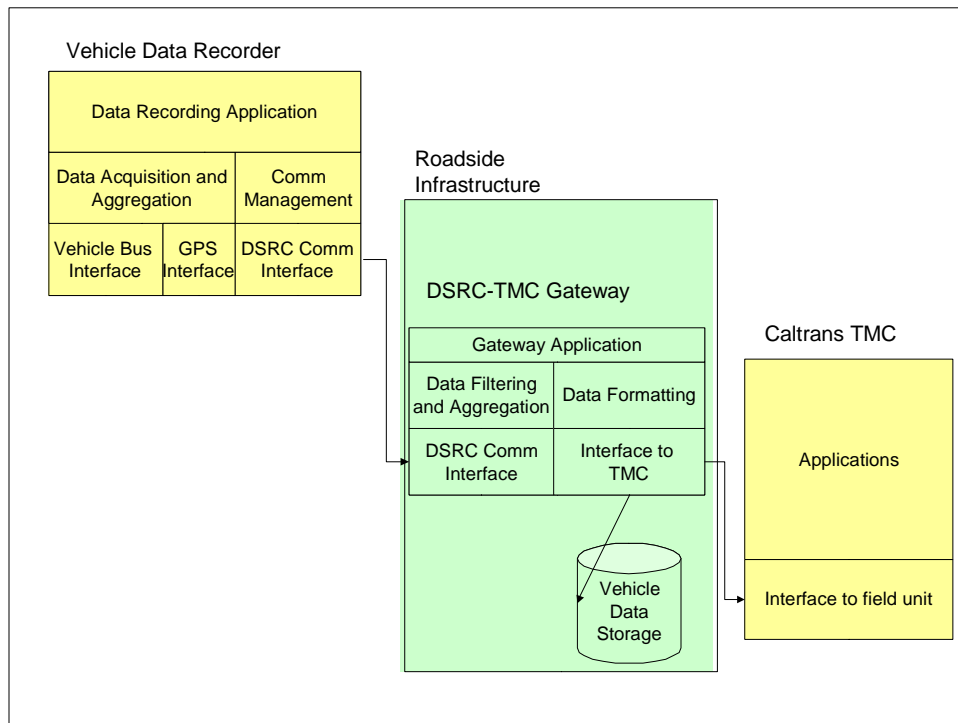 Vehicle Data Recorder
Data Recording Application
Data Acquisition and
Aggregation
Comm
Management
Vehicle Bus
Interface
GPS
Interface
DSRC Comm
Interface
Roadside
Infrastructure
DSRC-TMC Gateway
Gateway Application
Data Filtering
and Aggregation
Data Formatting
DSRC Comm
Interface
Interface to
TMC
Vehicle
Data
Storage
Caltrans TMC
Applications
Interface to field unit